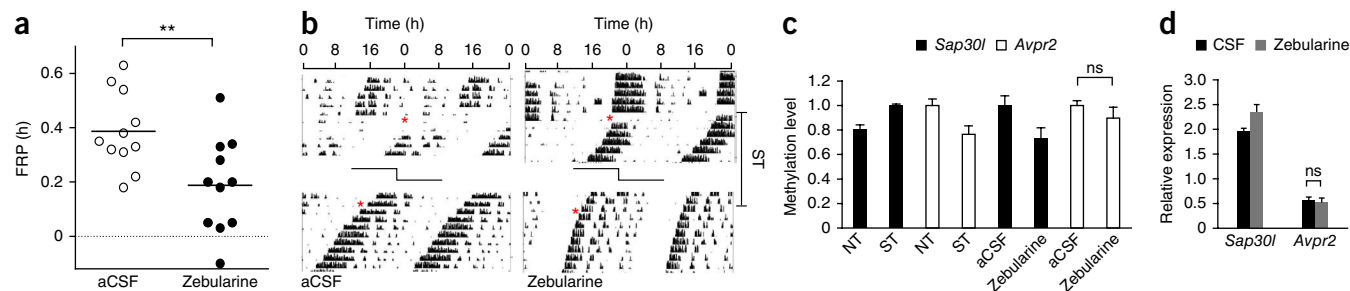 a
**
FRP (h)
0.6
0.4
0.2
0
aCSF
Zebularine
b
Time (h)
Time (h)
0 8 16 0 8 16 0
0 8 16 0 8 16 0
*
*
ST
*
*
aCSF
Zebularine
c
Sap30l
Avpr2
ns
Methylation level
1.2
1.0
0.8
0.6
0.4
0.2
0
NT
ST
NT
ST
aCSF
Zebularine
aCSF
Zebularine
d
CSF
Zebularine
Relative expression
3.0
2.5
2.0
1.5
1.0
0.5
0
ns
Sap30l
Avpr2